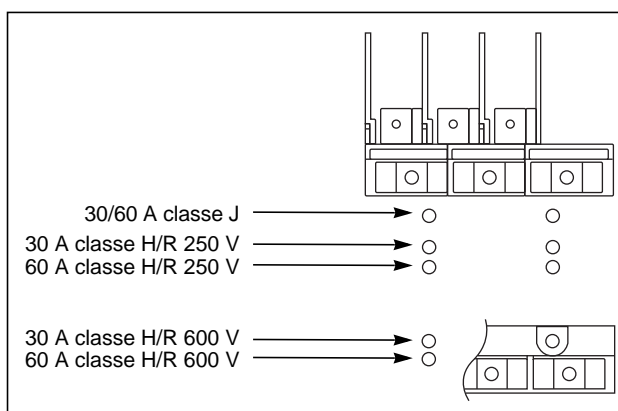 30/60 A classe J
30 A classe H/R 250 V
60 A classe H/R 250 V
30 A classe H/R 600 V
60 A classe H/R 600 V